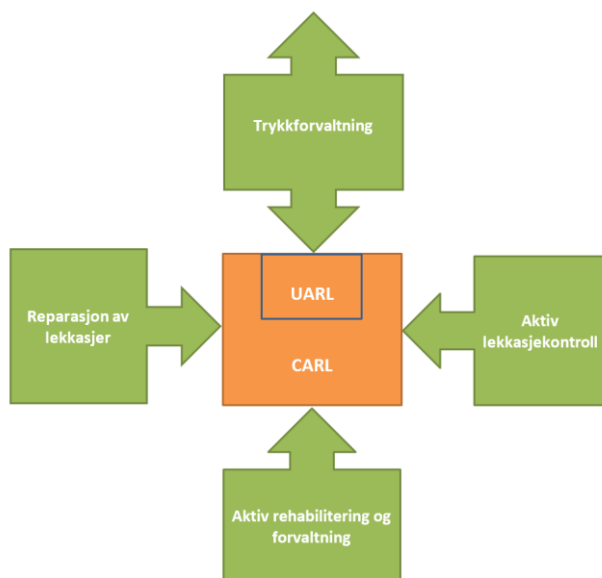 Trykkforvaltning
UARL
Reparasjon av
lekkasjer
Aktiv
lekkasjekontroll
CARL
Aktiv rehabilitering og
forvaltning